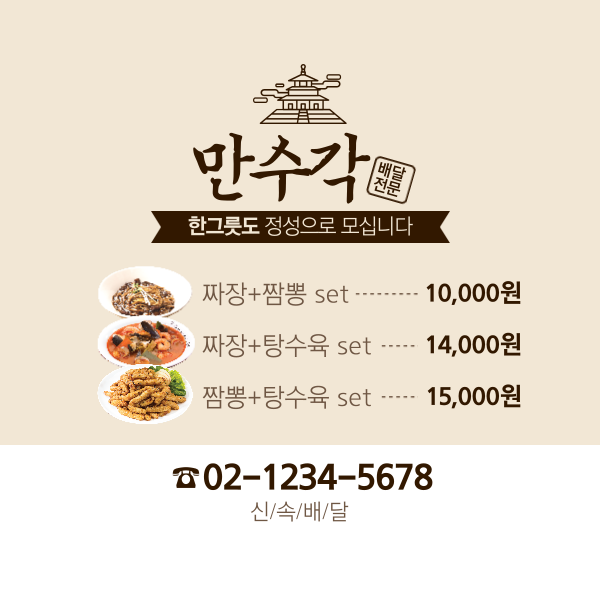 만수각
배달
전문
한그릇도 정성으로 모십니다
짜장+짬뽕 set --------- 10,000원
짜장+탕수육 set ----- 14,000원
짬뽕+탕수육 set ----- 15,000원
☎02-1234-5678
신/속/배/달